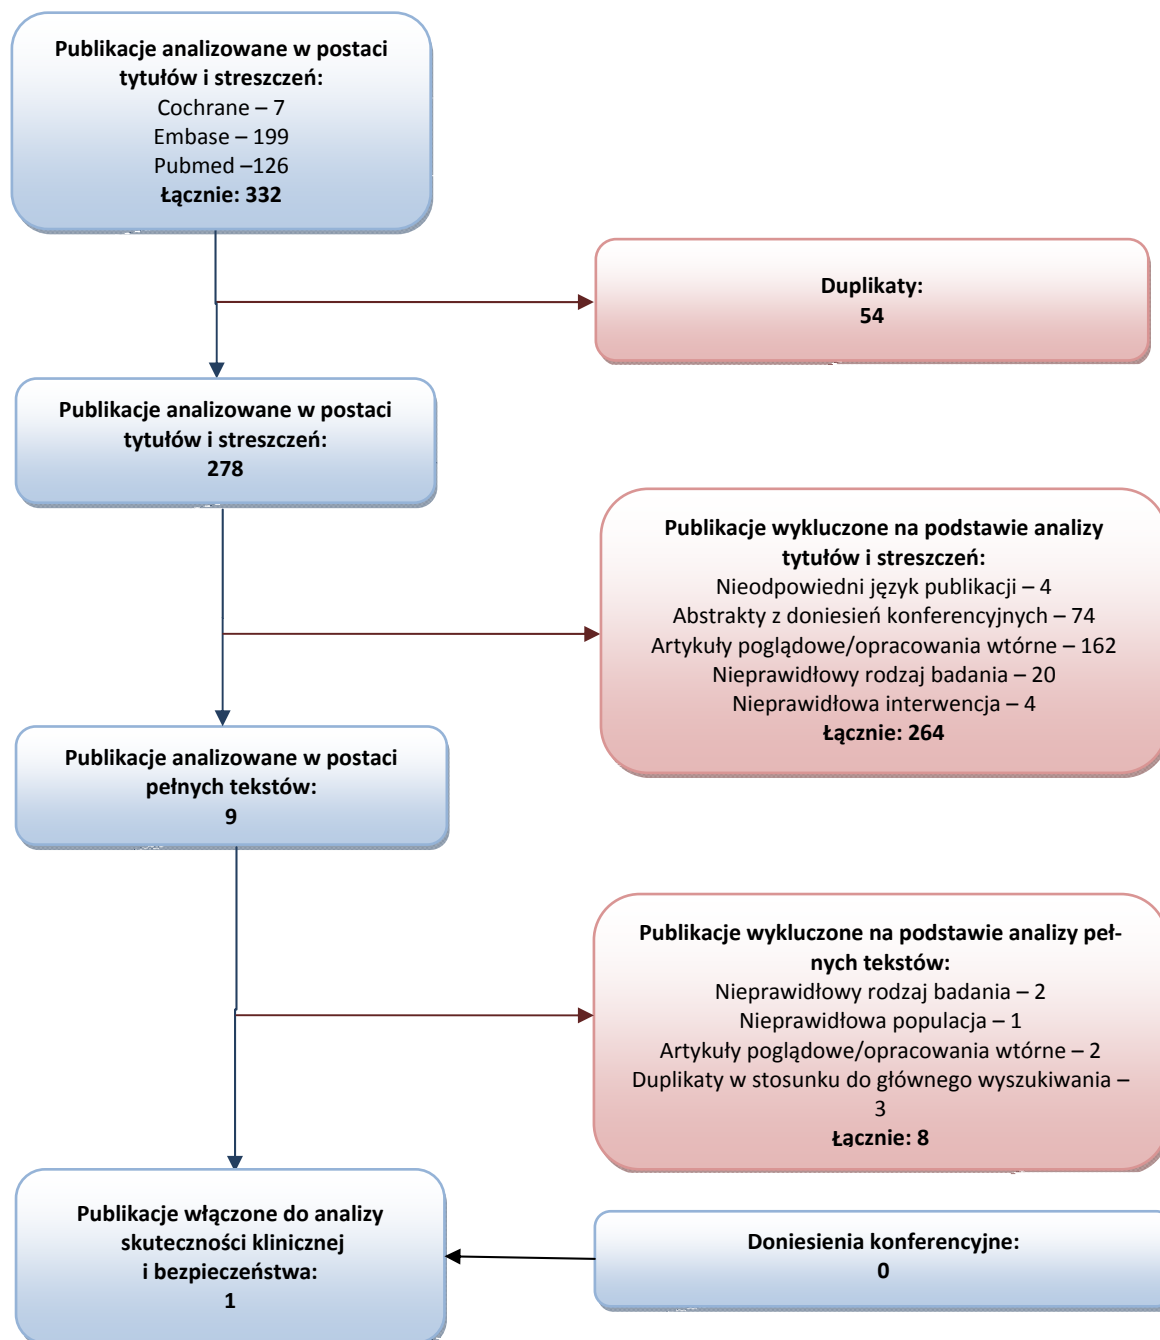 Publikacje analizowane w postaci
tytułów i streszczeń:
Cochrane – 7
Embase – 199
Pubmed –126
Łącznie: 332
Duplikaty:
54
Publikacje analizowane w postaci
tytułów i streszczeń:
278
Publikacje wykluczone na podstawie analizy
tytułów i streszczeń:
Nieodpowiedni język publikacji – 4
Abstrakty z doniesień konferencyjnych – 74
Artykuły poglądowe/opracowania wtórne – 162
Nieprawidłowy rodzaj badania – 20
Nieprawidłowa interwencja – 4
Łącznie: 264
Publikacje analizowane w postaci
pełnych tekstów:
9
Publikacje wykluczone na podstawie analizy peł-
nych tekstów:
Nieprawidłowy rodzaj badania – 2
Nieprawidłowa populacja – 1
Artykuły poglądowe/opracowania wtórne – 2
Duplikaty w stosunku do głównego wyszukiwania –
3
Łącznie: 8
Publikacje włączone do analizy
skuteczności klinicznej
i bezpieczeństwa:
1
Doniesienia konferencyjne:
0